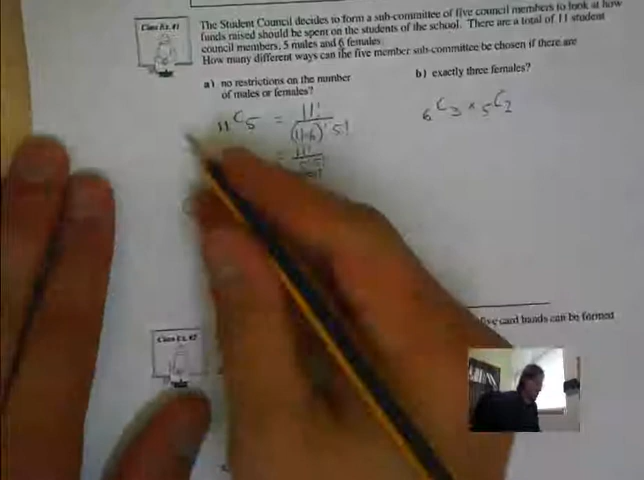 Class Ex. #1
The Student Council decides to form a sub-committee of five council members to look at how
funds raised should be spent on the students of the school. There are a total of 11 student
council members, 5 males and 6 females.
How many different ways can the five member sub-committee be chosen if there are
a) no restrictions on the number
of males or females?
b) exactly three females?
₁₁C₅ = 11!
5!
= 11!
₆C₃ × ₅C₂
five card hands can be formed
Class Ex. #2